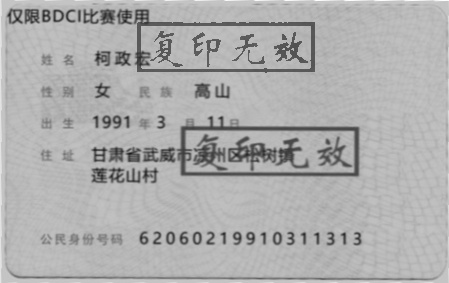 仅限BDCI比赛使用
复印无效
姓名 柯政宏
性别 女 民族 高山
出生 1991 年 3 月 11 日
复印无效
住址 甘肃省武威市凉州区松树镇
莲花山村
公民身份号码 62060219910311313